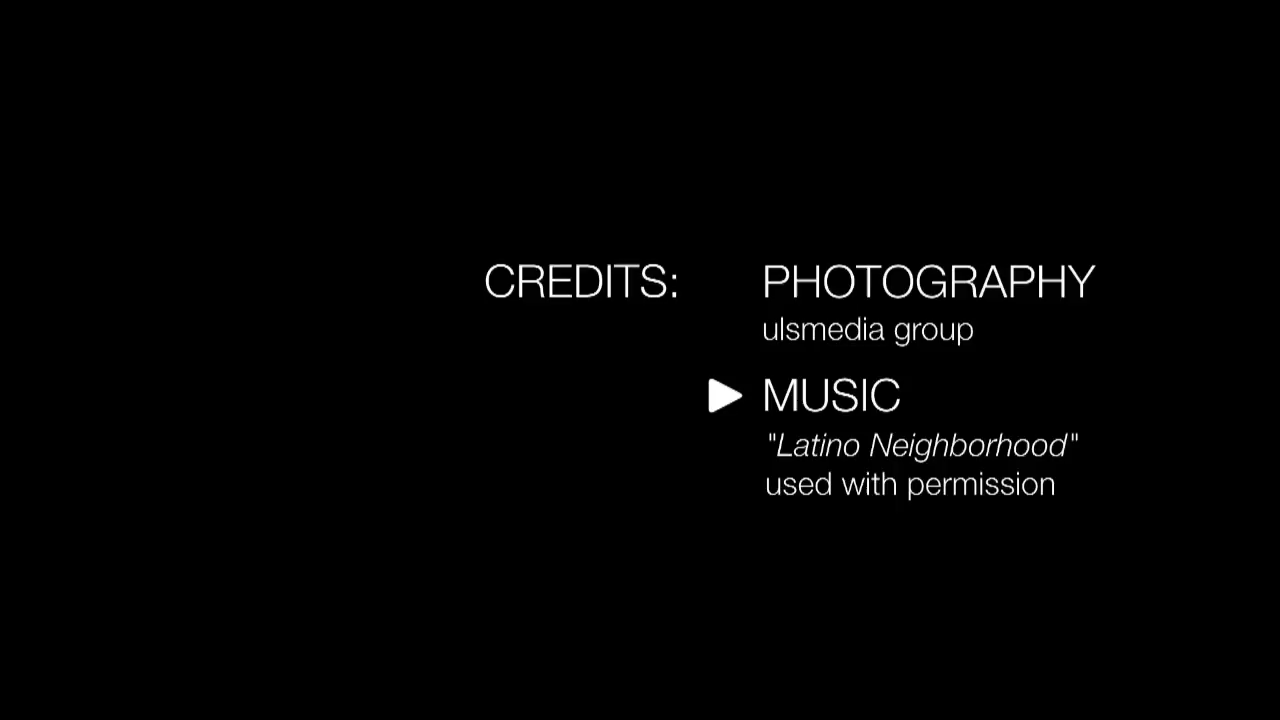 CREDITS: PHOTOGRAPHY
ulsmedia group
MUSIC
"Latino Neighborhood"
used with permission